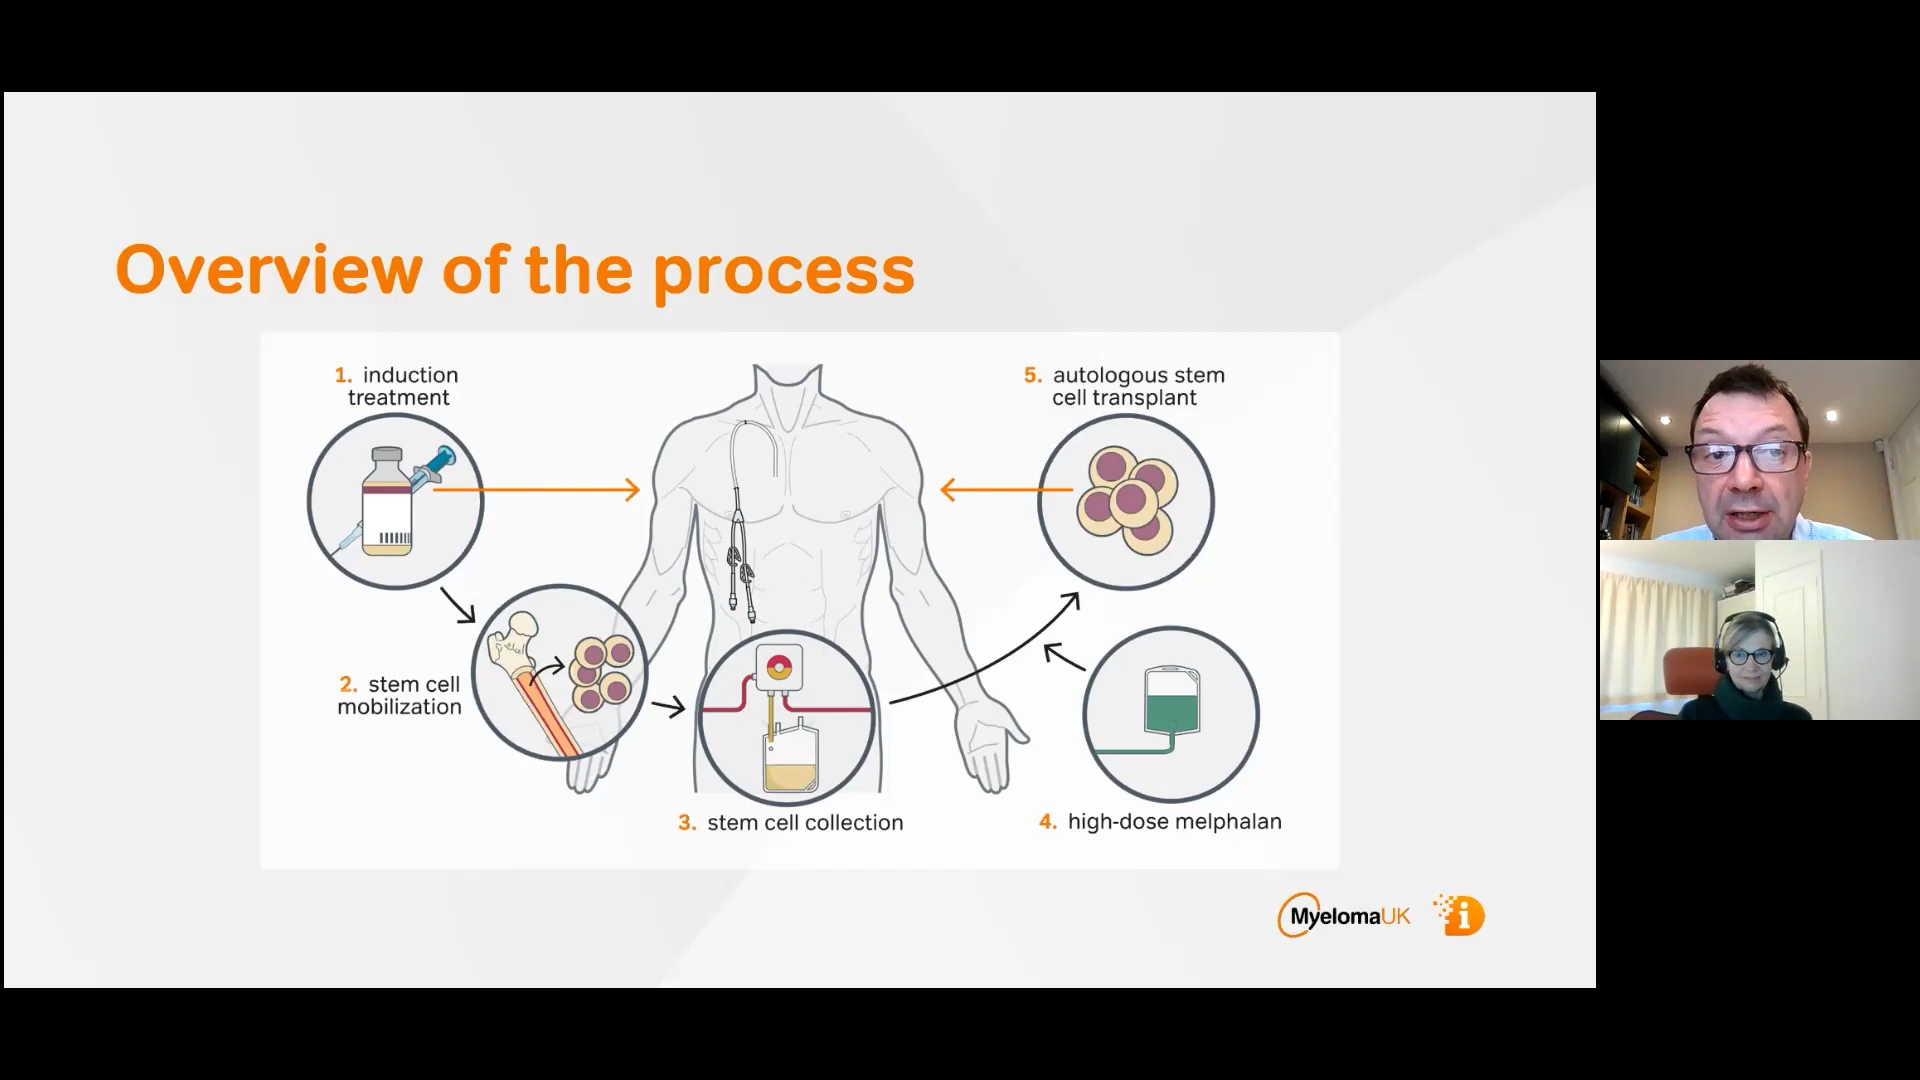 Overview of the process
1. induction
treatment
5. autologous stem
cell transplant
2. stem cell
mobilization
3. stem cell collection
4. high-dose melphalan
MyelomaUK
i